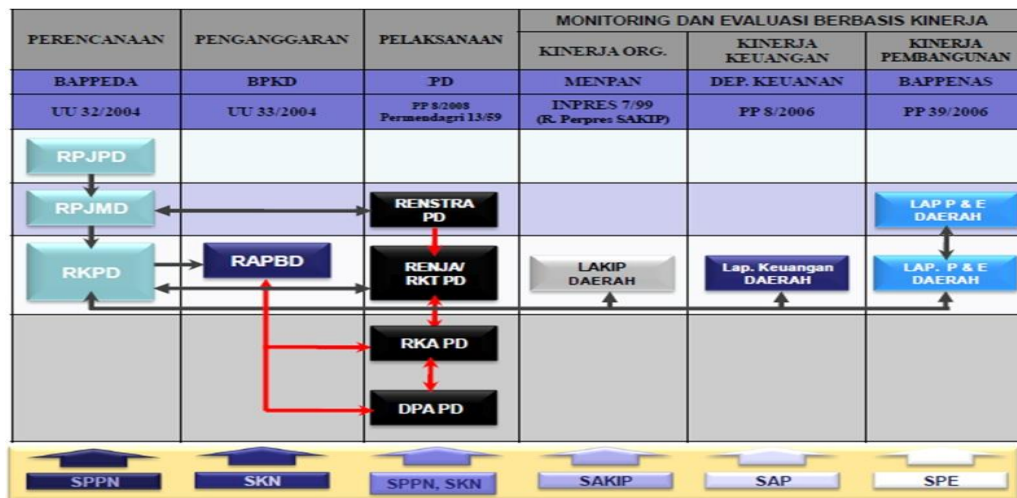 MONITORING DAN EVALUASI BERBASIS KINERJA
PERENCANAAN
PENGANGGARAN
PELAKSANAAN
KINERJA ORG.
KINERJA
KEUANGAN
KINERJA
PEMBANGUNAN
BAPPEDA
BPKD
PD
MENPAN
DEP. KEUANAN
BAPPENAS
UU 32/2004
UU 33/2004
PP 8/2008
Permendagri 13/59
INPRES 7/99
(R. Perpres SAKIP)
PP 8/2006
PP 39/2006
RPJPD
RPJMD
RENSTRA
PD
LAP P & E
DAERAH
RKPD
RAPBD
RENJA/
RKT PD
LAKIP
DAERAH
Lap. Keuangan
DAERAH
LAP. P & E
DAERAH
RKA PD
DPA PD
SPPN
SKN
SPPN, SKN
SAKIP
SAP
SPE